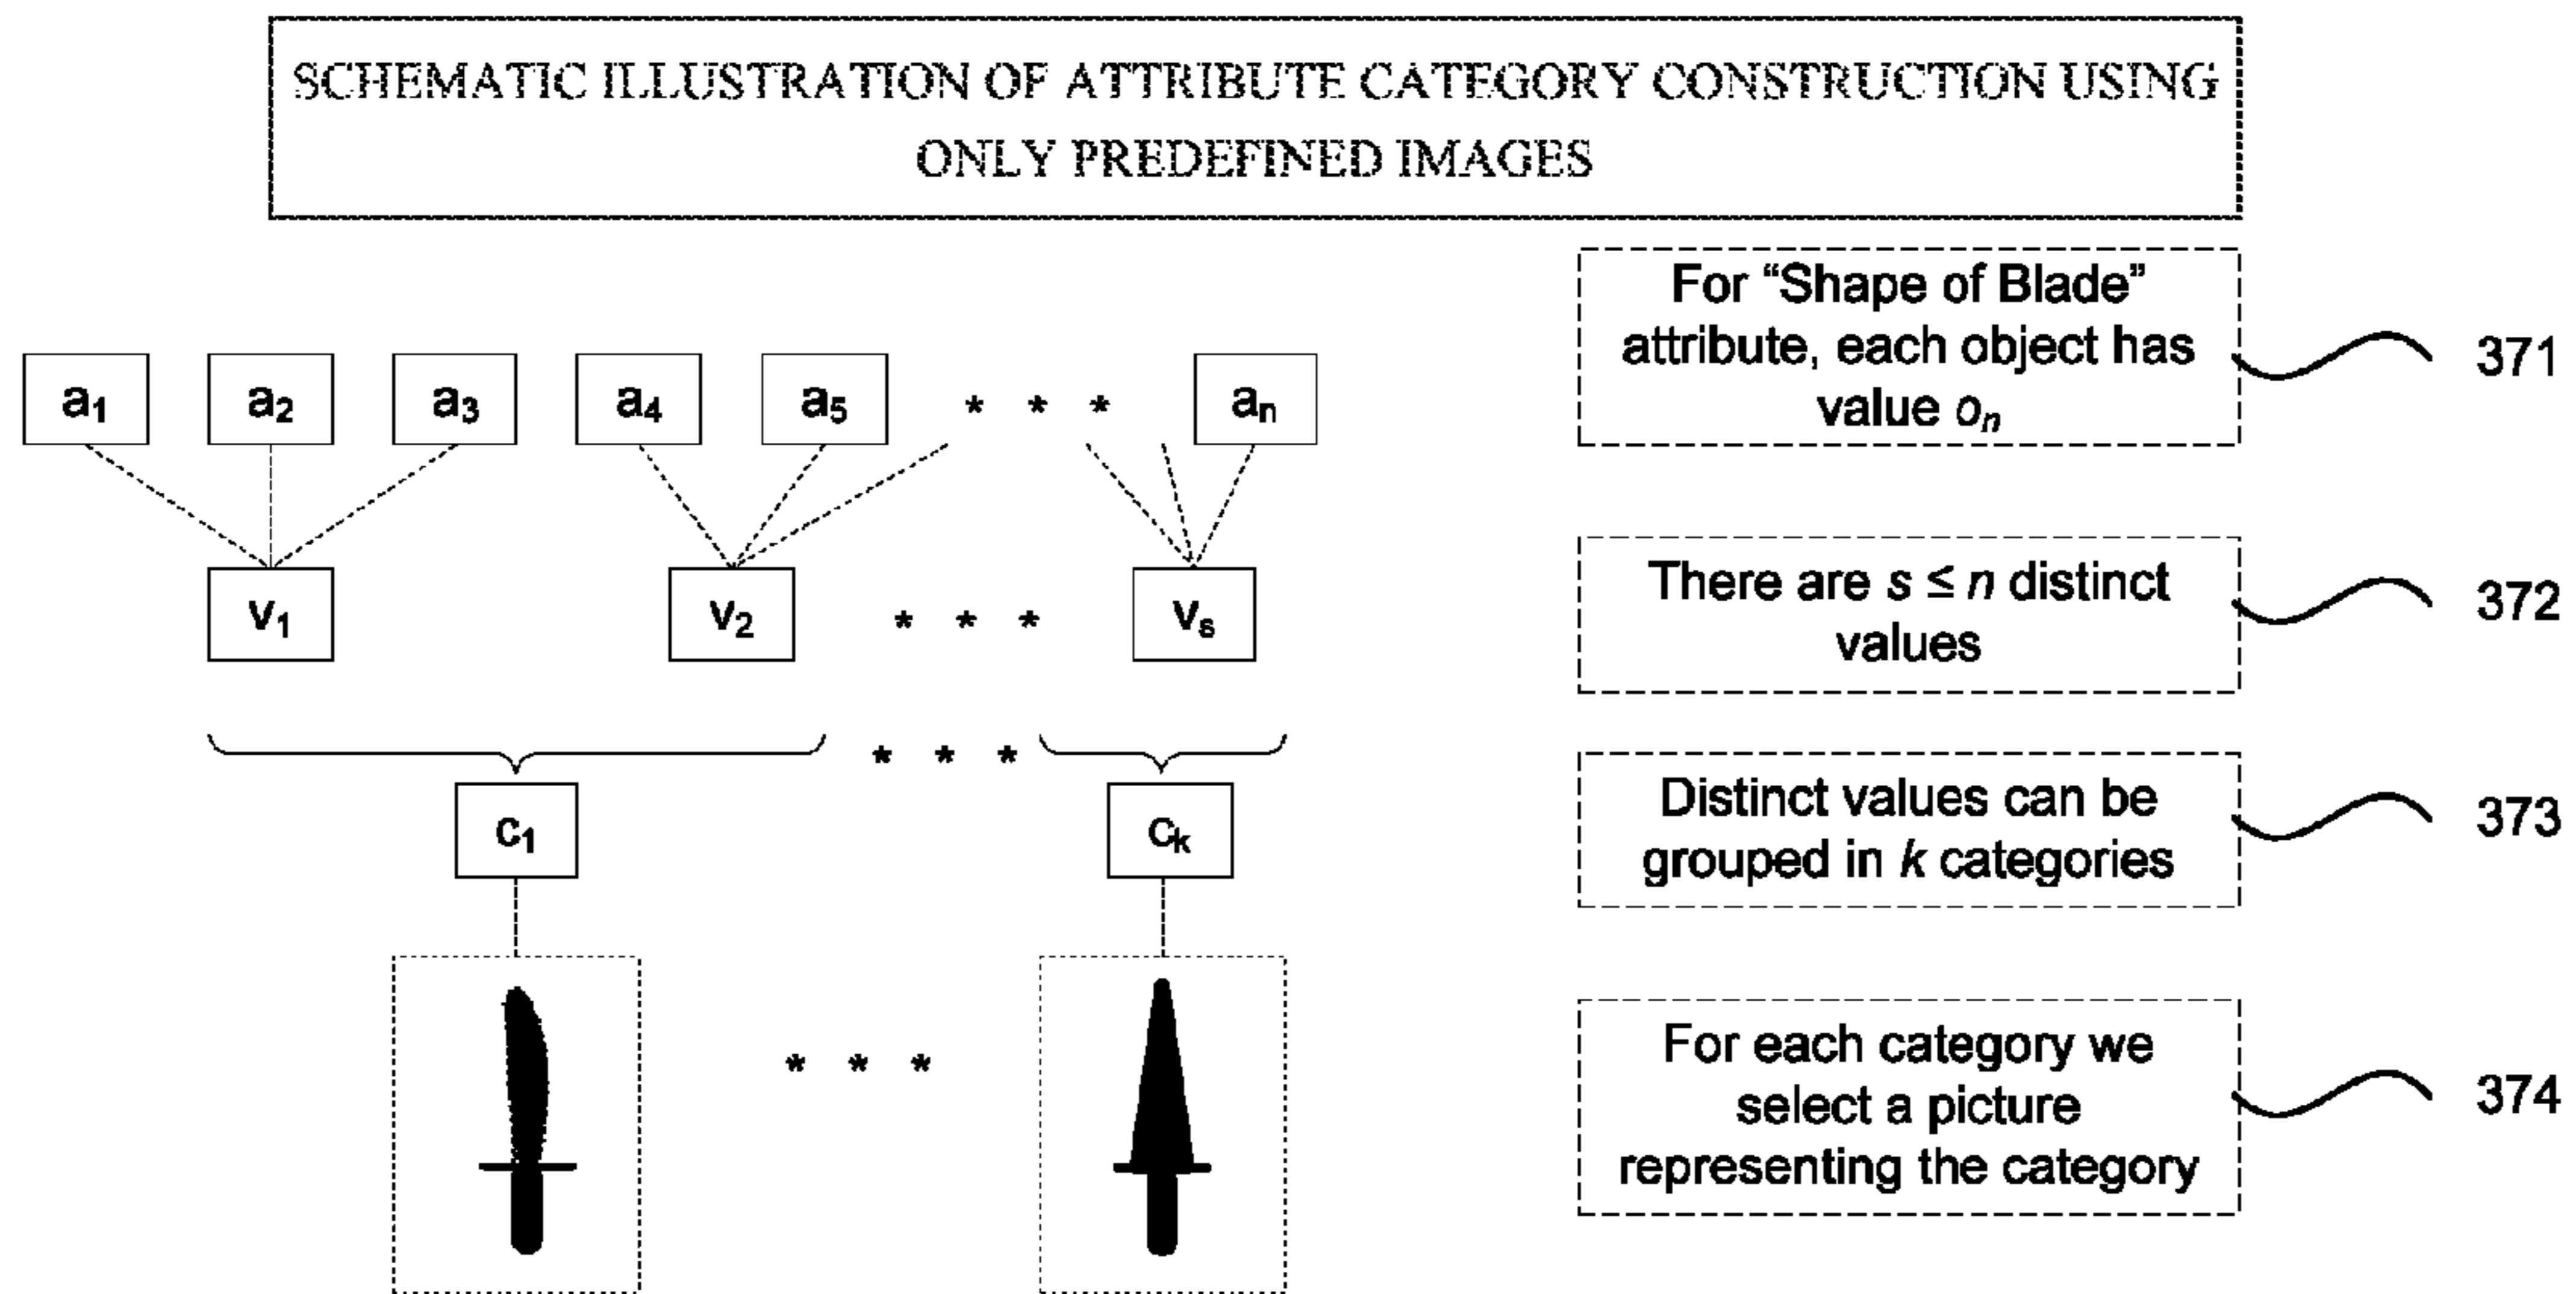 SCHEMATIC ILLUSTRATION OF ATTRIBUTE CATEGORY CONSTRUCTION USING
ONLY PREDEFINED IMAGES
For “Shape of Blade”
attribute, each object has
value oₙ
371
a₁ a₂ a₃ a₄ a₅ * * * aₙ
There are s ≤ n distinct
values
372
v₁ v₂ * * * vₛ
* * *
Distinct values can be
grouped in k categories
373
c₁ cₖ
* * *
For each category we
select a picture
representing the category
374